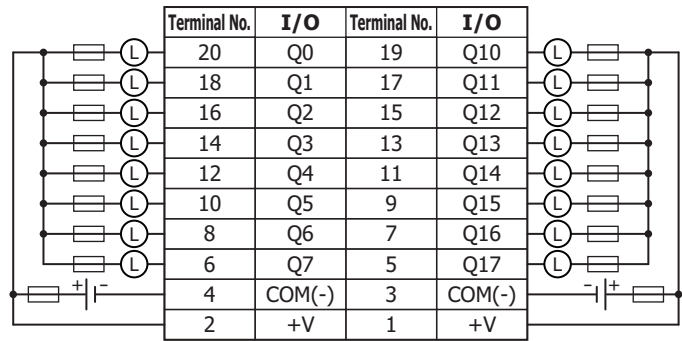 Terminal No. I/O Terminal No. I/O
L 20 Q0 19 Q10 L
L 18 Q1 17 Q11 L
L 16 Q2 15 Q12 L
L 14 Q3 13 Q13 L
L 12 Q4 11 Q14 L
L 10 Q5 9 Q15 L
L 8 Q6 7 Q16 L
L 6 Q7 5 Q17 L
+ - 4 COM(-) 3 COM(-) - +
2 +V 1 +V